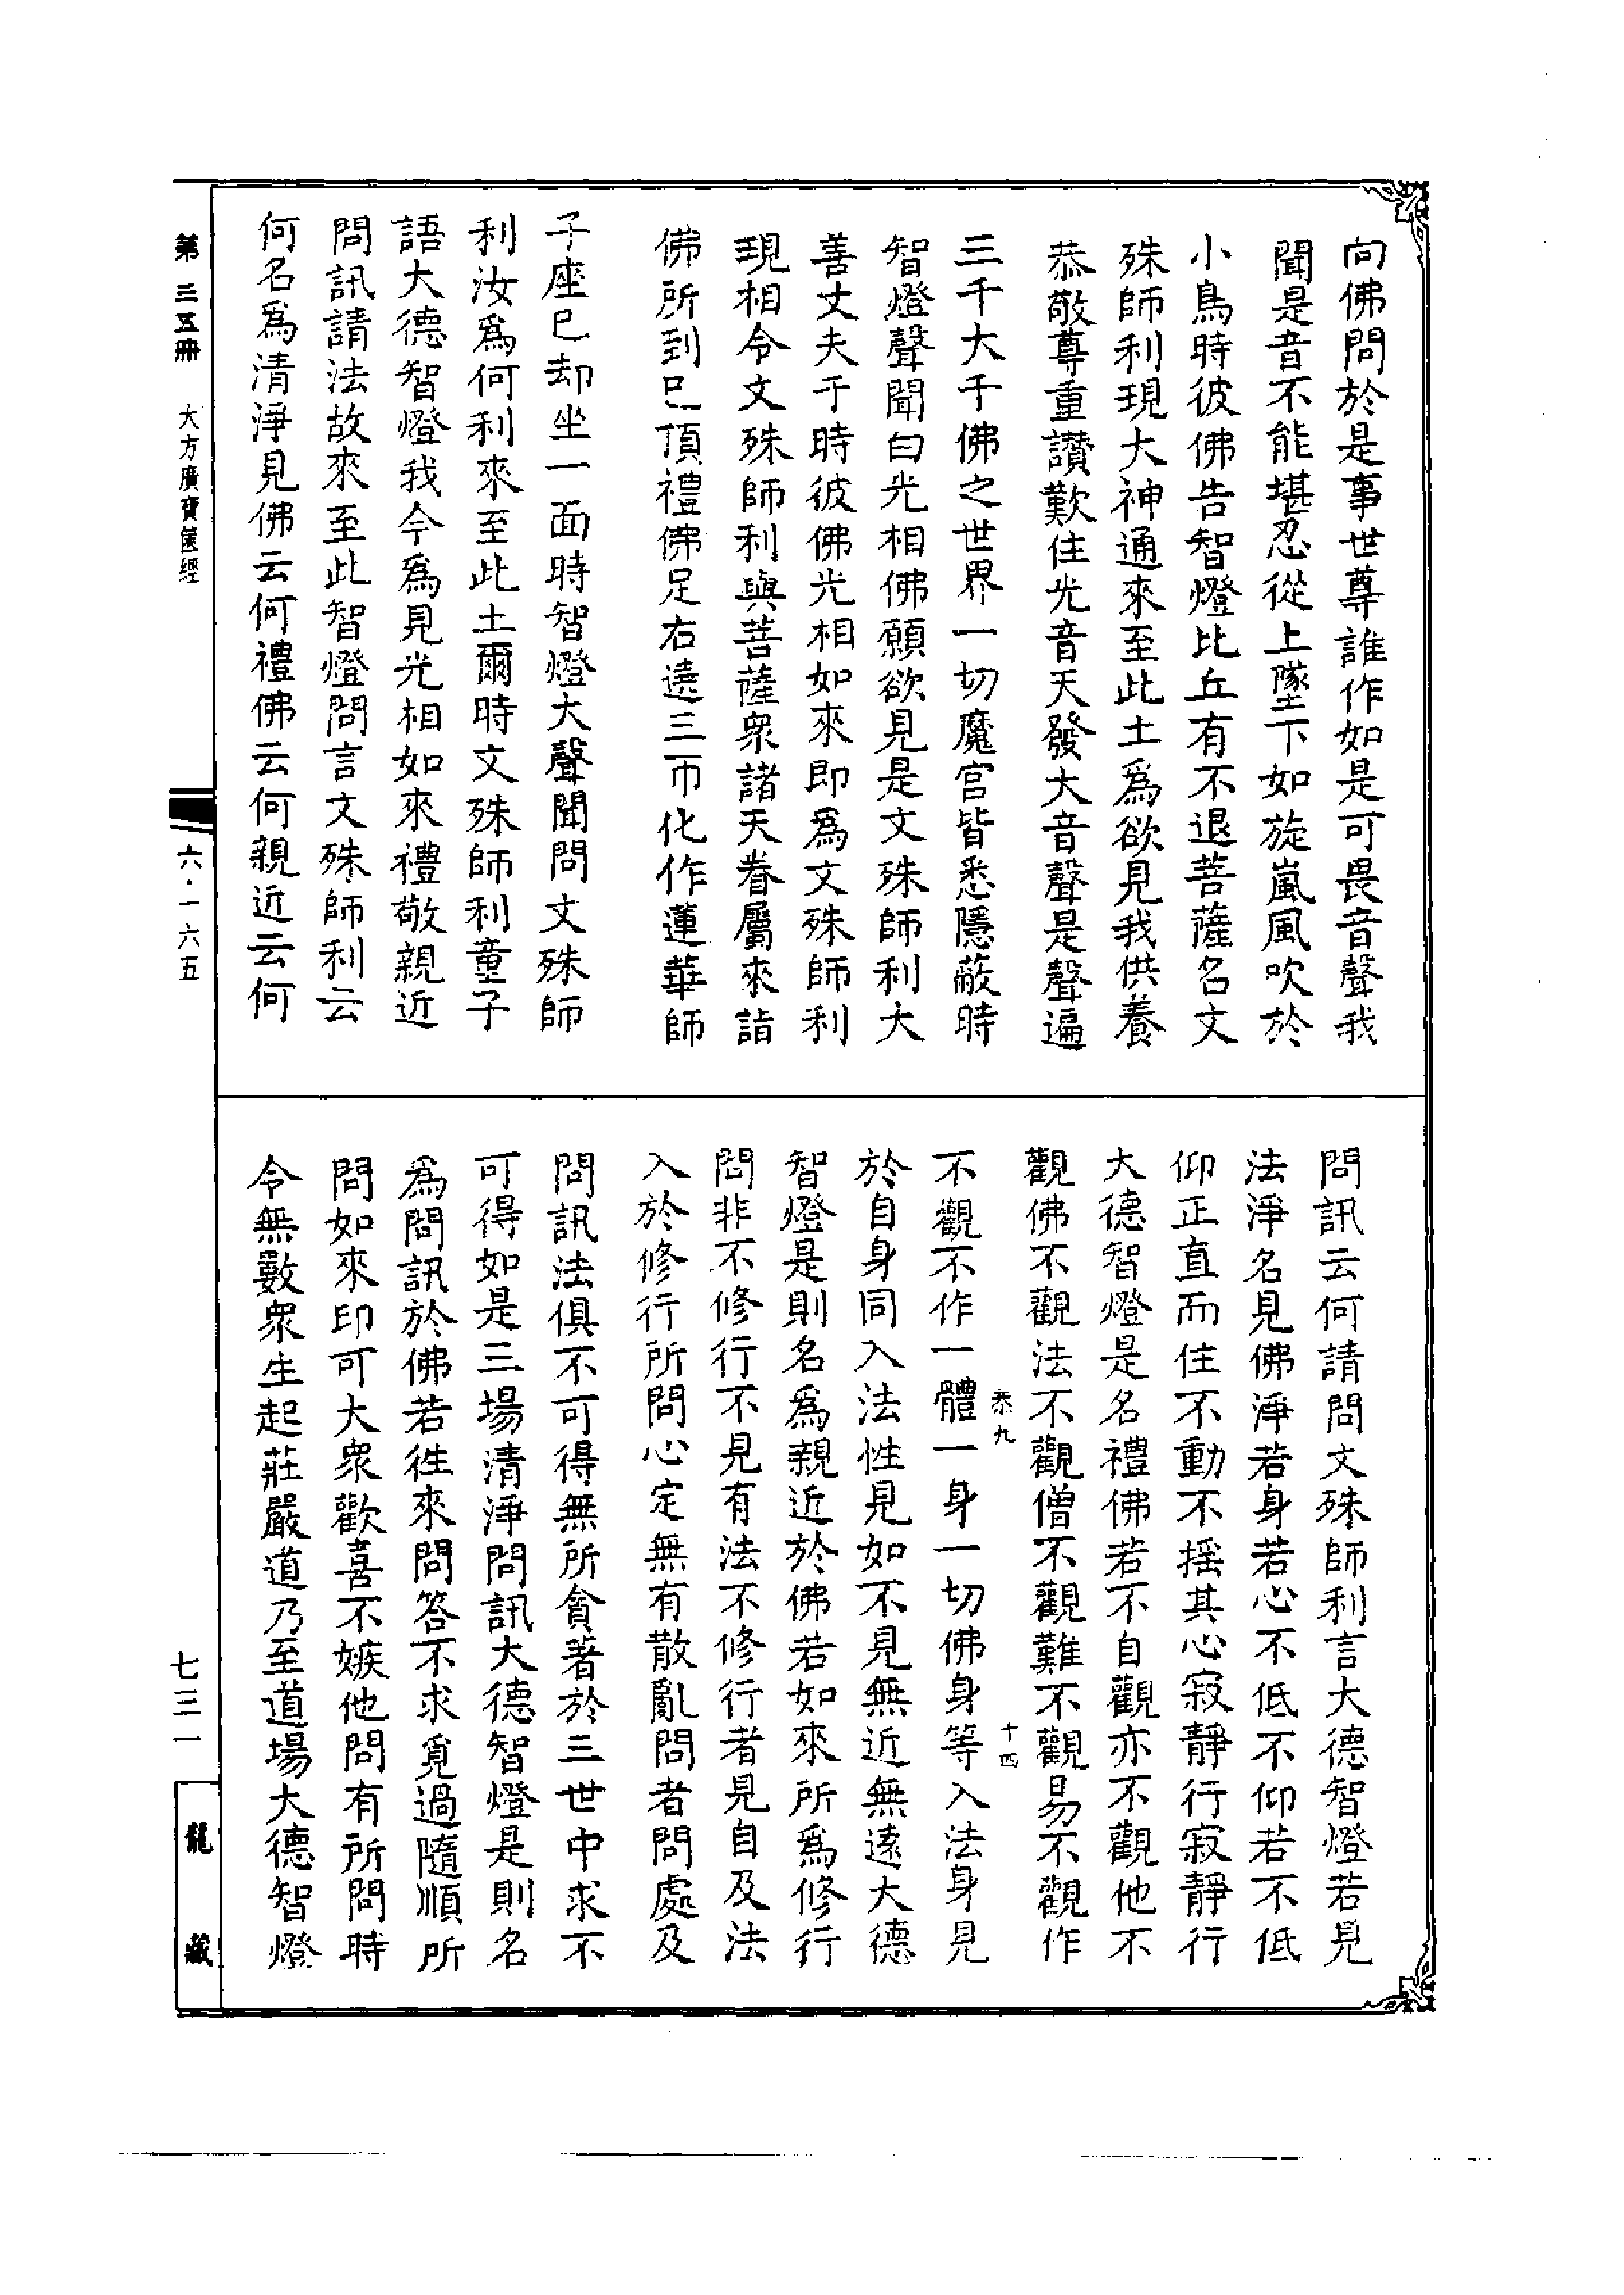 向佛問於是事世尊誰作如是可畏音聲我
聞是音不能堪忍從上墜下如旋嵐風吹於
小鳥時彼佛告智燈比丘有不退菩薩名文
殊師利現大神通來至此土爲欲見我供養
恭敬尊重讚歎住光音天發大音聲是聲遍
三千大千佛之世界一切魔宮皆悉隱蔽時
智燈聲聞白光相佛願欲見是文殊師利大
善丈夫于時彼佛光相如來即爲文殊師利
現相令文殊師利與菩薩衆諸天眷屬來詣
佛所到已頂禮佛足右遶三帀化作蓮華師
子座已却坐一面時智燈大聲聞問文殊師
利汝爲何利來至此土爾時文殊師利童子
語大德智燈我今爲見光相如來禮敬親近
問訊請法故來至此智燈問言文殊師利云
何名爲清淨見佛云何禮佛云何親近云何
問訊云何請問文殊師利言大德智燈若見
法淨名見佛淨若身若心不低不仰若不低
仰正直而住不動不搖其心寂靜行寂靜行
大德智燈是名禮佛若不自觀亦不觀他不
觀佛不觀法不觀僧不觀難不觀易不觀作
恭九 十四
不觀不作一體一身一切佛身等入法身見
於自身同入法性見如不見無近無遠大德
智燈是則名爲親近於佛若如來所爲修行
問非不修行不見有法不修行者見自及法
入於修行所問心定無有散亂問者問處及
問訊法俱不可得無所貪著於三世中求不
可得如是三場清淨問訊大德智燈是則名
爲問訊於佛若往來問答不求覓過隨順所
問如來印可大衆歡喜不嫉他問有所問時
令無數衆生起莊嚴道乃至道場大德智燈
第三五冊 大方廣寶篋經 六·一六五 七三一
龍藏